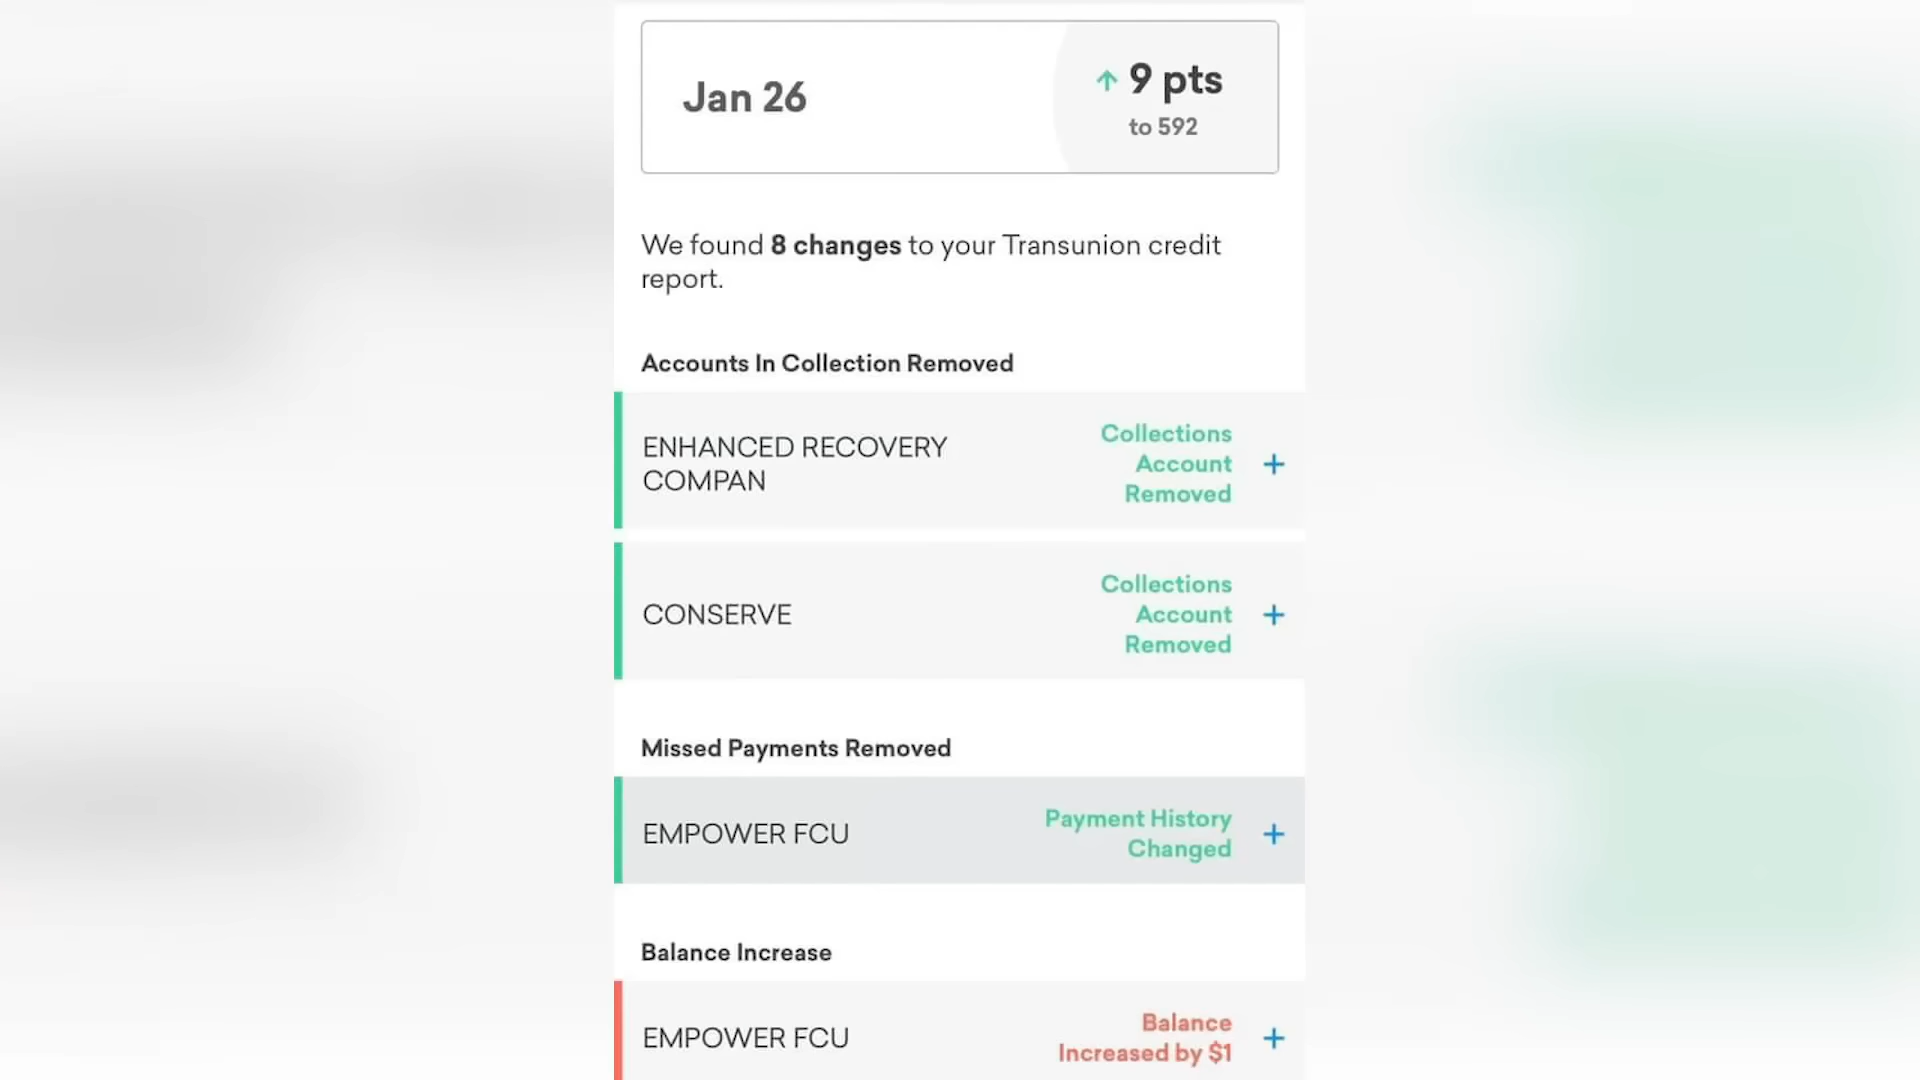 Jan 26
9 pts
to 592
We found 8 changes to your Transunion credit
report.
Accounts In Collection Removed
ENHANCED RECOVERY
COMPAN
Collections
Account
Removed
CONSERVE
Collections
Account
Removed
Missed Payments Removed
EMPOWER FCU
Payment History
Changed
Balance Increase
EMPOWER FCU
Balance
Increased by $1